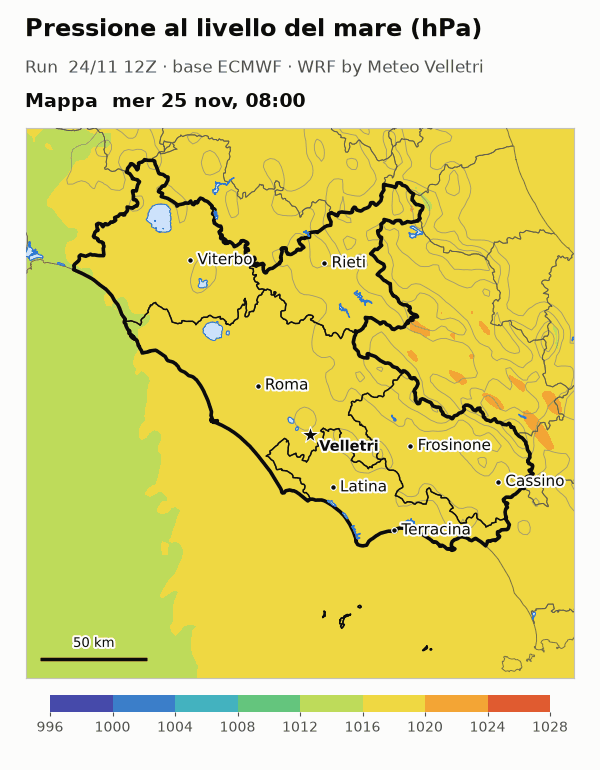 Pressione al livello del mare (hPa)
Run  24/11 12Z · base ECMWF · WRF by Meteo Velletri
Mappa  mer 25 nov, 08:00
Viterbo
Rieti
Roma
Velletri
Frosinone
Latina
Cassino
Terracina
50 km
996 1000 1004 1008 1012 1016 1020 1024 1028